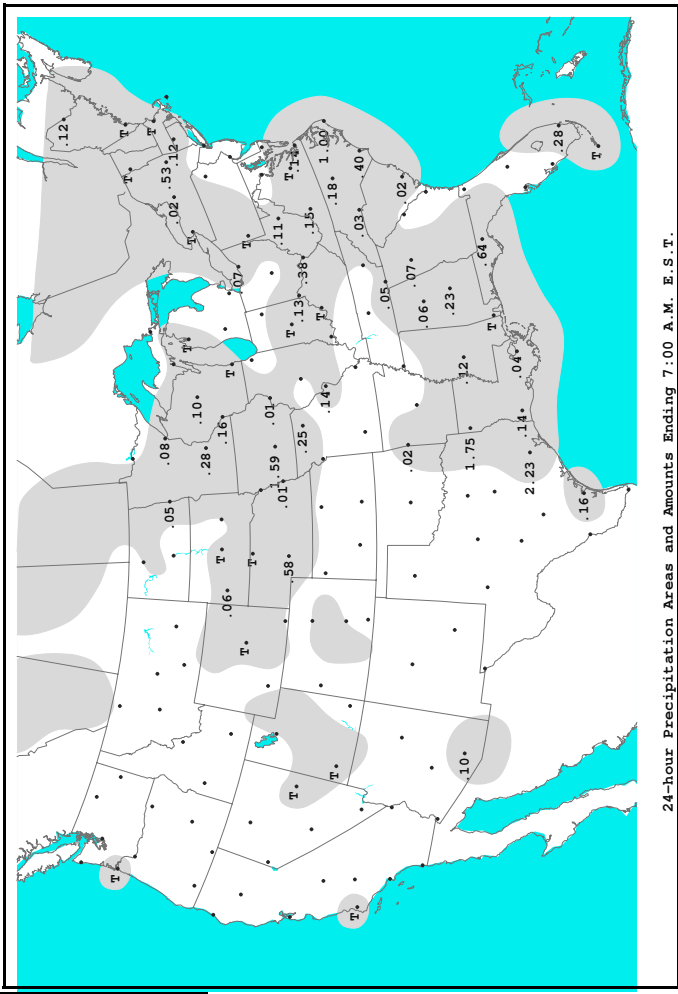 .12
T
T
T
T
.08
.53
.05
.12
.02
T
T
.10
.28
T
.16
.06
T
.07
T
T
T
.01
1.59
.11
.01
.58
T
T
T
.14
.13
.25
.38
.15
T
1.00
.14
.18
T
T
.03
.40
.05
.02
.02
.07
.06
.23
.12
.10
1.75
.64
T
.04
.14
2.23
.28
.16
T
24-hour Precipitation Areas and Amounts Ending 7:00 A.M. E.S.T.